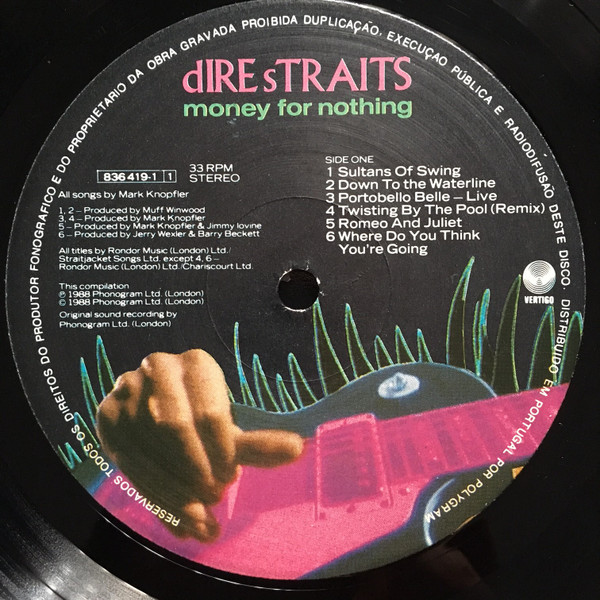 RESERVADOS TODOS OS DIREITOS DO PRODUTOR FONOGRAFICO E DO PROPRIETARIO DA OBRA GRAVADA PROIBIDA DUPLICAÇÃO, EXECUÇAO PÚBLICA E RADIODIFUSÃO DESTE DISCO. DISTRIBUIDO EM PORTUGAL POR POLYGRAM
dIRE sTRAITS
money for nothing
836 419-1 1
33 RPM
STEREO
All songs by Mark Knopfler
1, 2 – Produced by Muff Winwood
3, 4 – Produced by Mark Knopfler
5 – Produced by Mark Knopfler & Jimmy Iovine
6 – Produced by Jerry Wexler & Barry Beckett
All titles by Rondor Music (London) Ltd./
Straitjacket Songs Ltd. except 4, 6 –
Rondor Music (London) Ltd./Chariscourt Ltd.
This compilation
℗ 1988 Phonogram Ltd. (London)
© 1988 Phonogram Ltd. (London)
Original sound recording by
Phonogram Ltd. (London)
SIDE ONE
1 Sultans Of Swing
2 Down To the Waterline
3 Portobello Belle – Live
4 Twisting By The Pool (Remix)
5 Romeo And Juliet
6 Where Do You Think
You're Going
VERTIGO